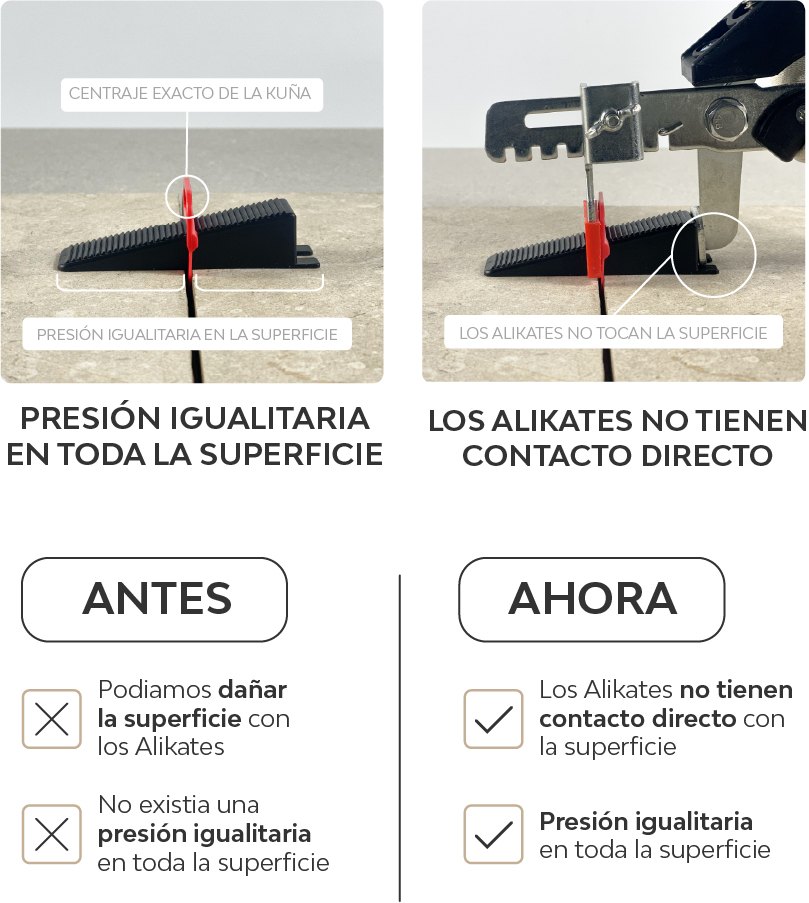 CENTRAJE EXACTO DE LA KUÑA
PRESIÓN IGUALITARIA EN LA SUPERFICIE
LOS ALIKATES NO TOCAN LA SUPERFICIE
PRESIÓN IGUALITARIA
EN TODA LA SUPERFICIE
LOS ALIKATES NO TIENEN
CONTACTO DIRECTO
ANTES
Podiamos dañar
la superficie con
los Alikates
No existia una
presión igualitaria
en toda la superficie
AHORA
Los Alikates no tienen
contacto directo con
la superficie
Presión igualitaria
en toda la superficie